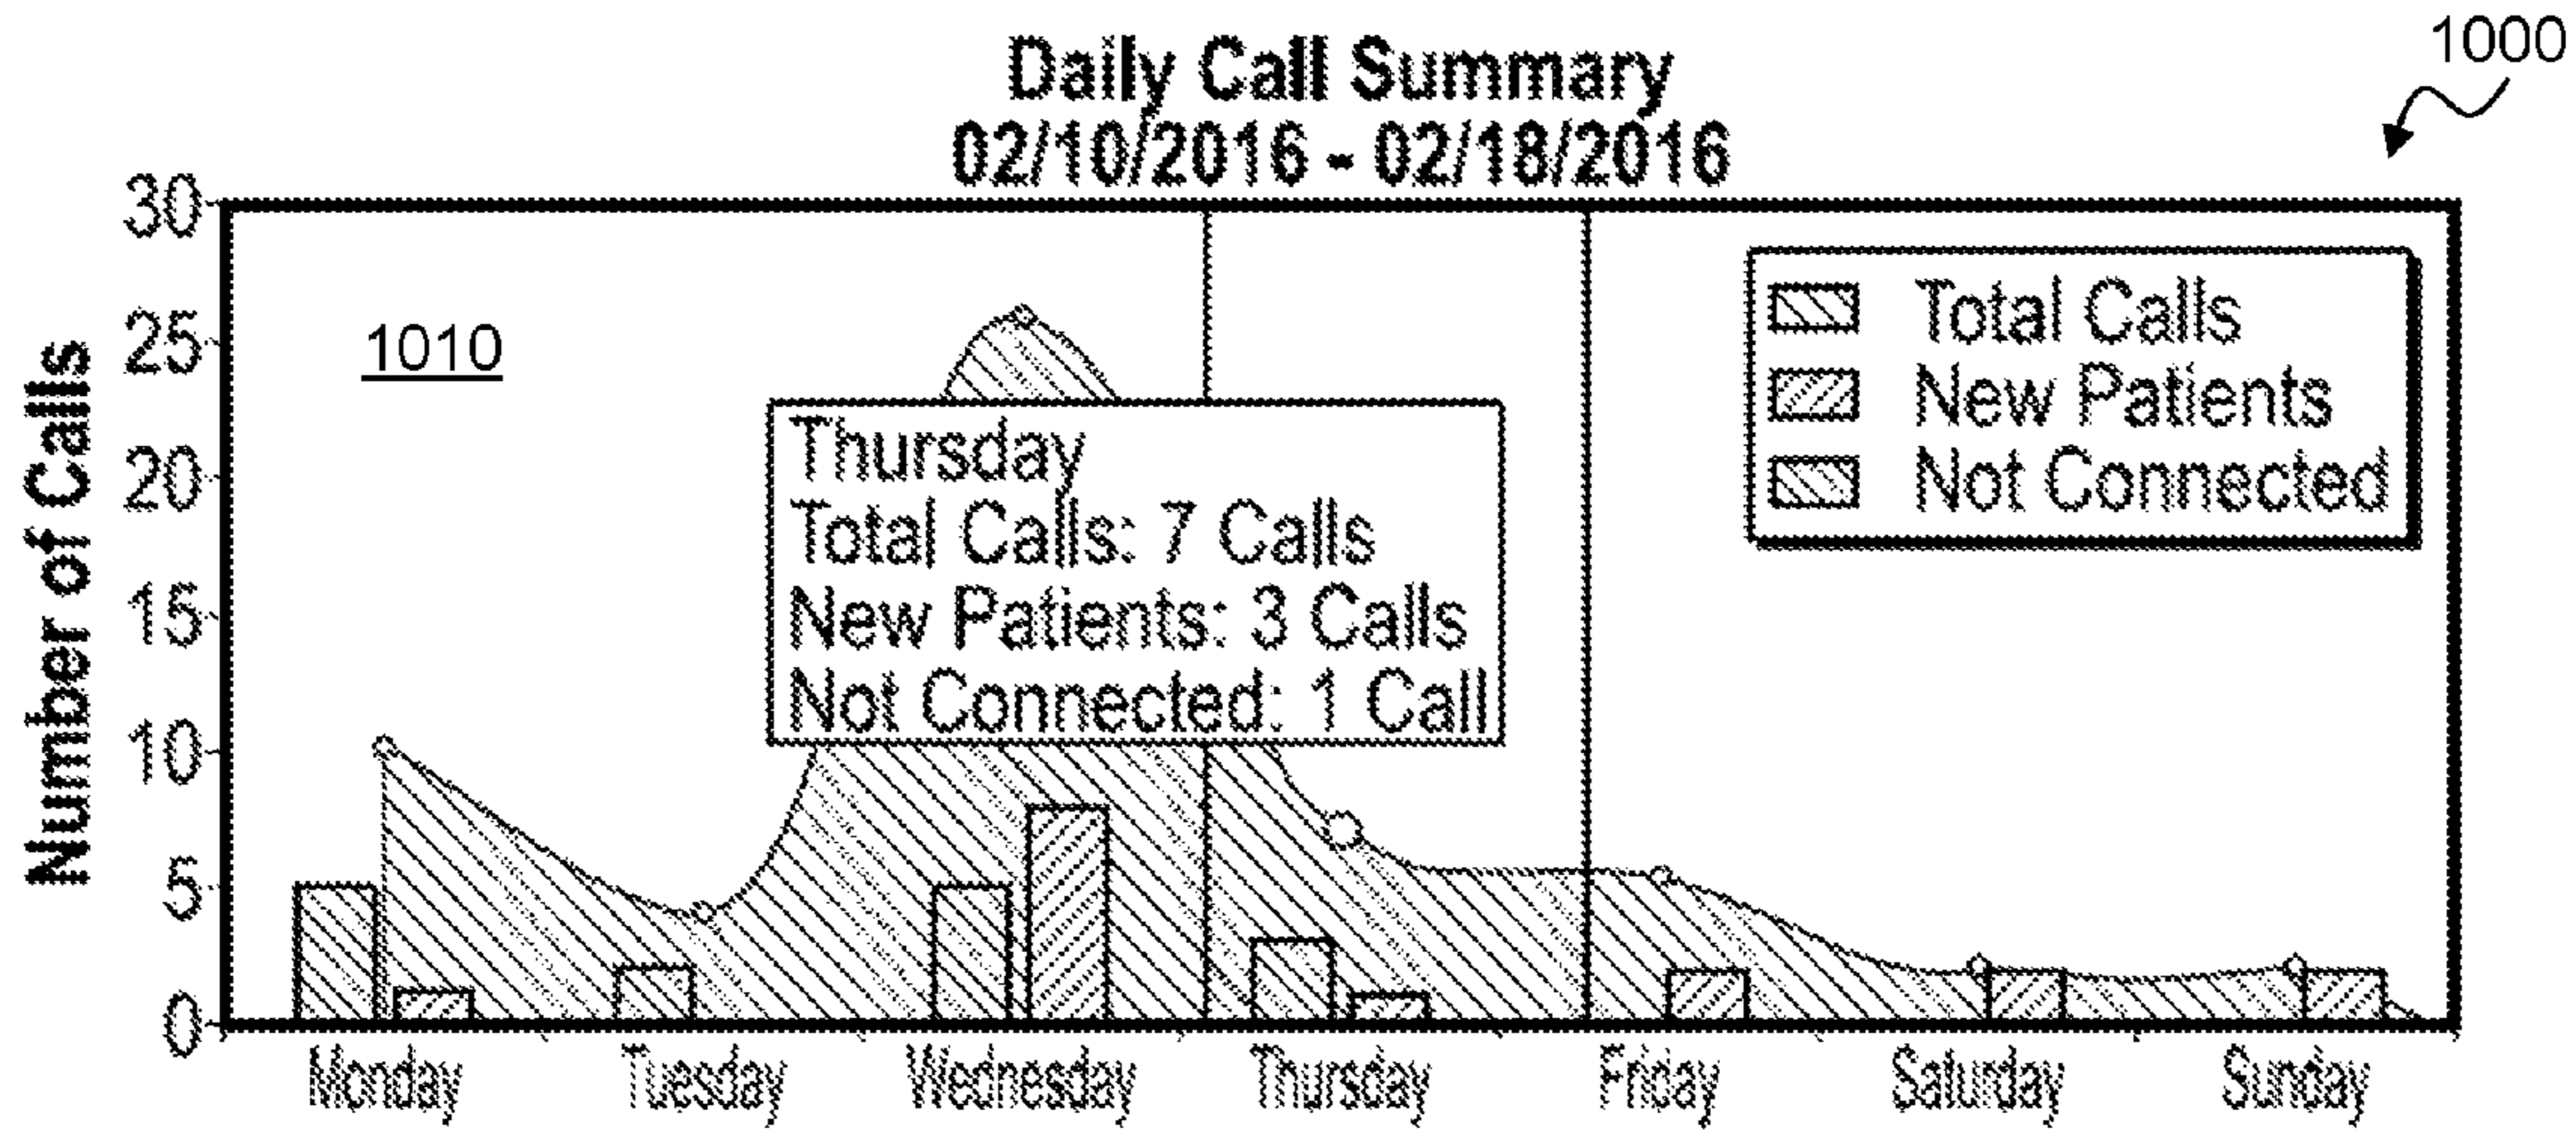 1000
Daily Call Summary
02/10/2016 - 02/18/2016
Number of Calls
30
25
20
15
10
5
0
1010
Total Calls
New Patients
Not Connected
Thursday
Total Calls: 7 Calls
New Patients: 3 Calls
Not Connected: 1 Call
Monday
Tuesday
Wednesday
Thursday
Friday
Saturday
Sunday